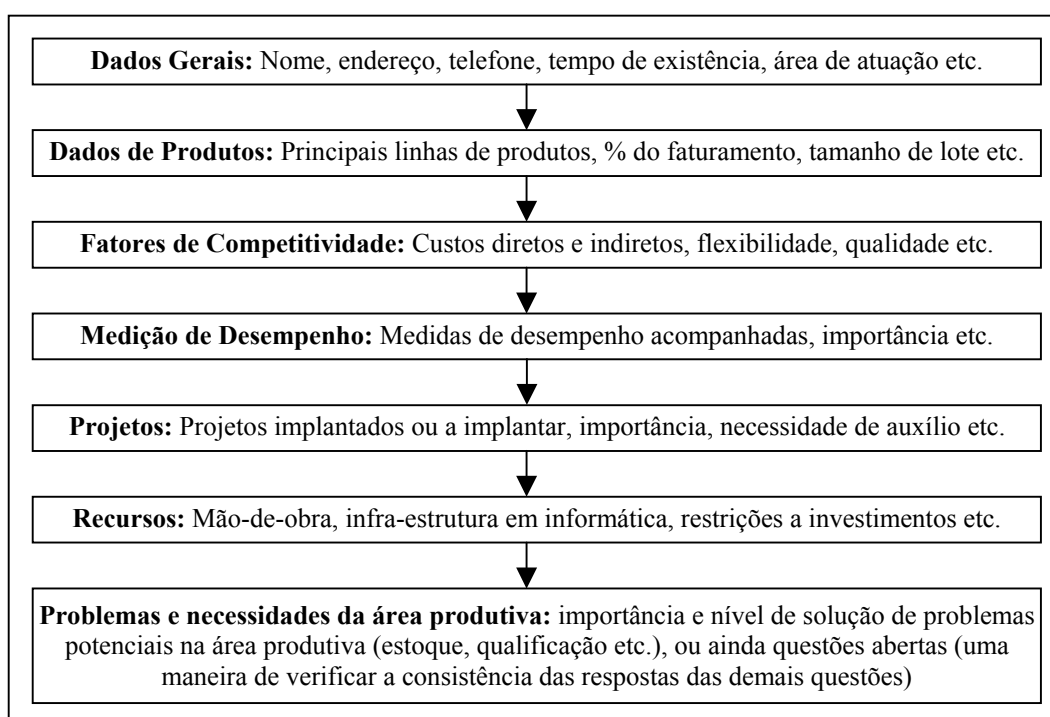 Dados Gerais: Nome, endereço, telefone, tempo de existência, área de atuação etc.
Dados de Produtos: Principais linhas de produtos, % do faturamento, tamanho de lote etc.
Fatores de Competitividade: Custos diretos e indiretos, flexibilidade, qualidade etc.
Medição de Desempenho: Medidas de desempenho acompanhadas, importância etc.
Projetos: Projetos implantados ou a implantar, importância, necessidade de auxílio etc.
Recursos: Mão-de-obra, infra-estrutura em informática, restrições a investimentos etc.
Problemas e necessidades da área produtiva: importância e nível de solução de problemas
potenciais na área produtiva (estoque, qualificação etc.), ou ainda questões abertas (uma
maneira de verificar a consistência das respostas das demais questões)